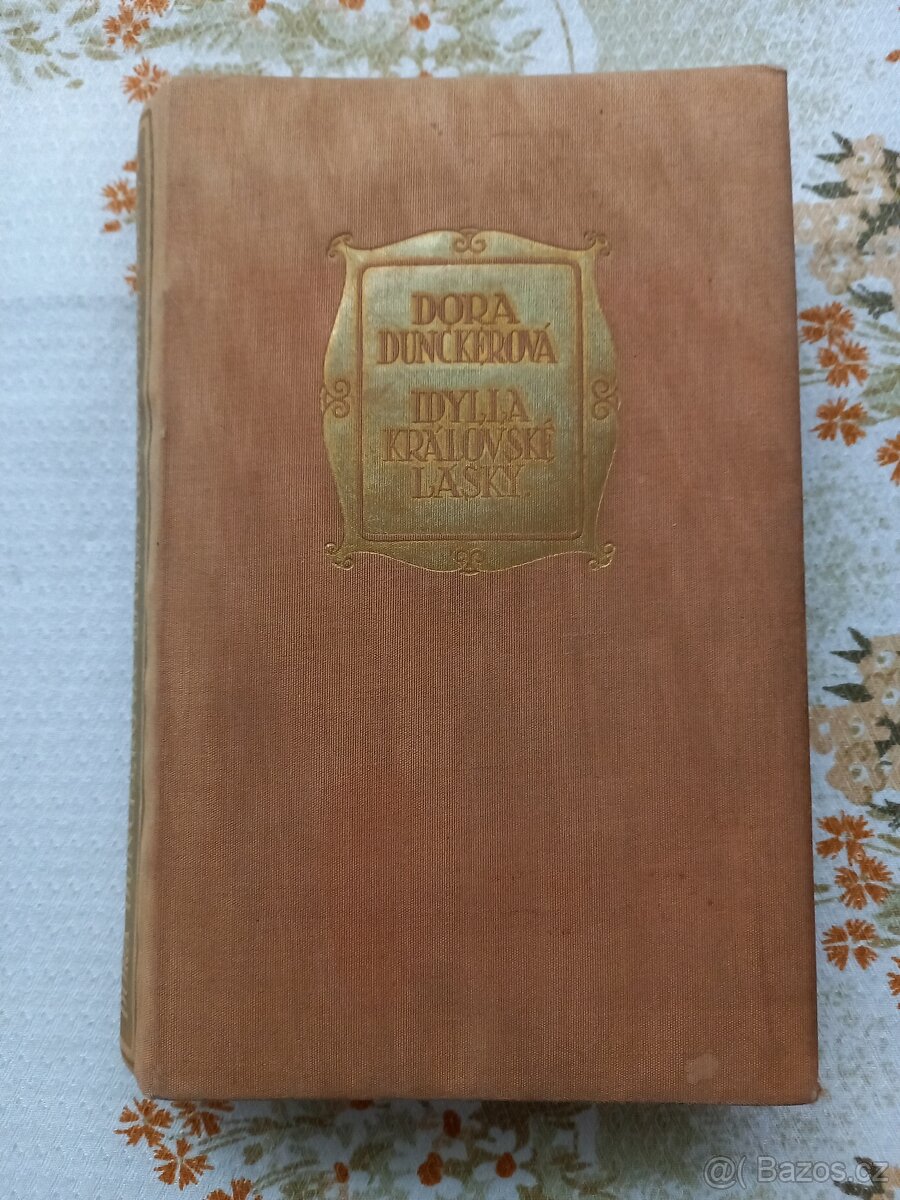 DORA
DUNCKEROVÁ
IDYLLA
KRÁLOVSKÉ
LÁSKY.
@( Bazos.cz